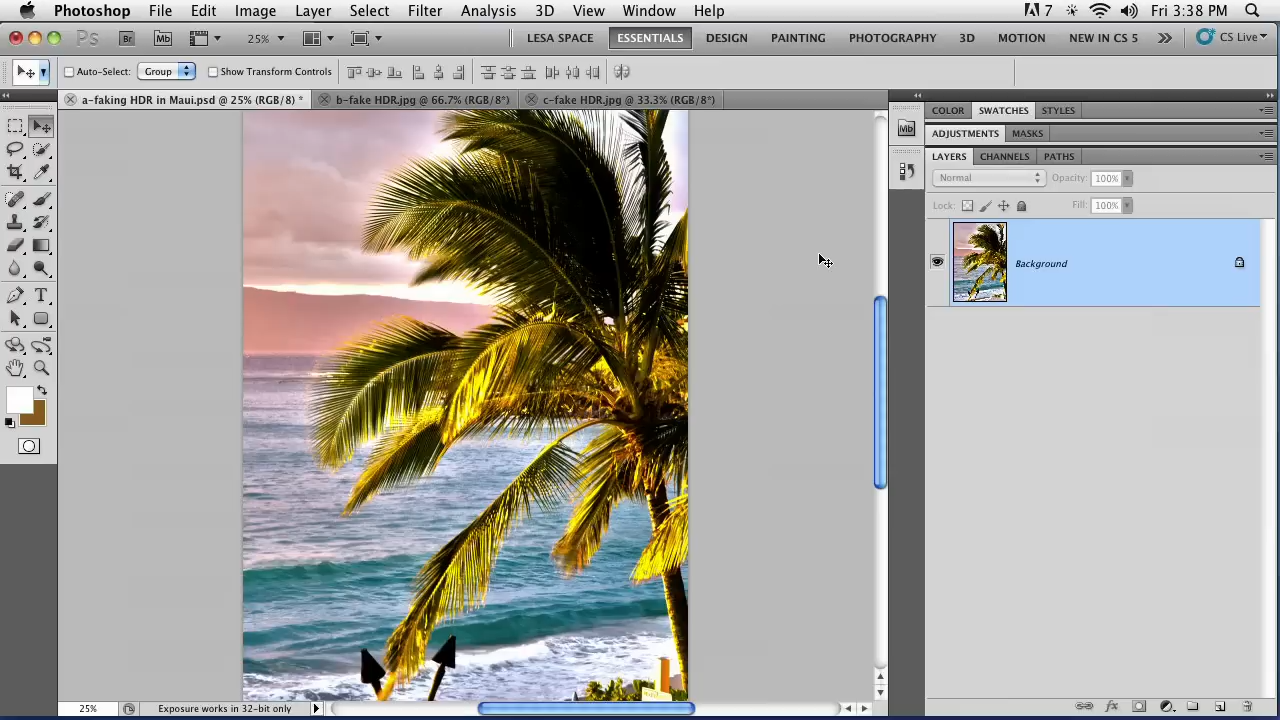 Photoshop File Edit Image Layer Select Filter Analysis 3D View Window Help 7 Fri 3:38 PM
Ps Br Mb 25% LESA SPACE ESSENTIALS DESIGN PAINTING PHOTOGRAPHY 3D MOTION NEW IN CS 5 CS Live
Auto-Select: Group Show Transform Controls
a-faking HDR in Maui.psd @ 25% (RGB/8) * b-fake HDR.jpg @ 66.7% (RGB/8*) c-fake HDR.jpg @ 33.3% (RGB/8*)
COLOR SWATCHES STYLES
Mb
ADJUSTMENTS MASKS
LAYERS CHANNELS PATHS
Normal Opacity: 100%
Lock: Fill: 100%
Background
25% Exposure works in 32-bit only